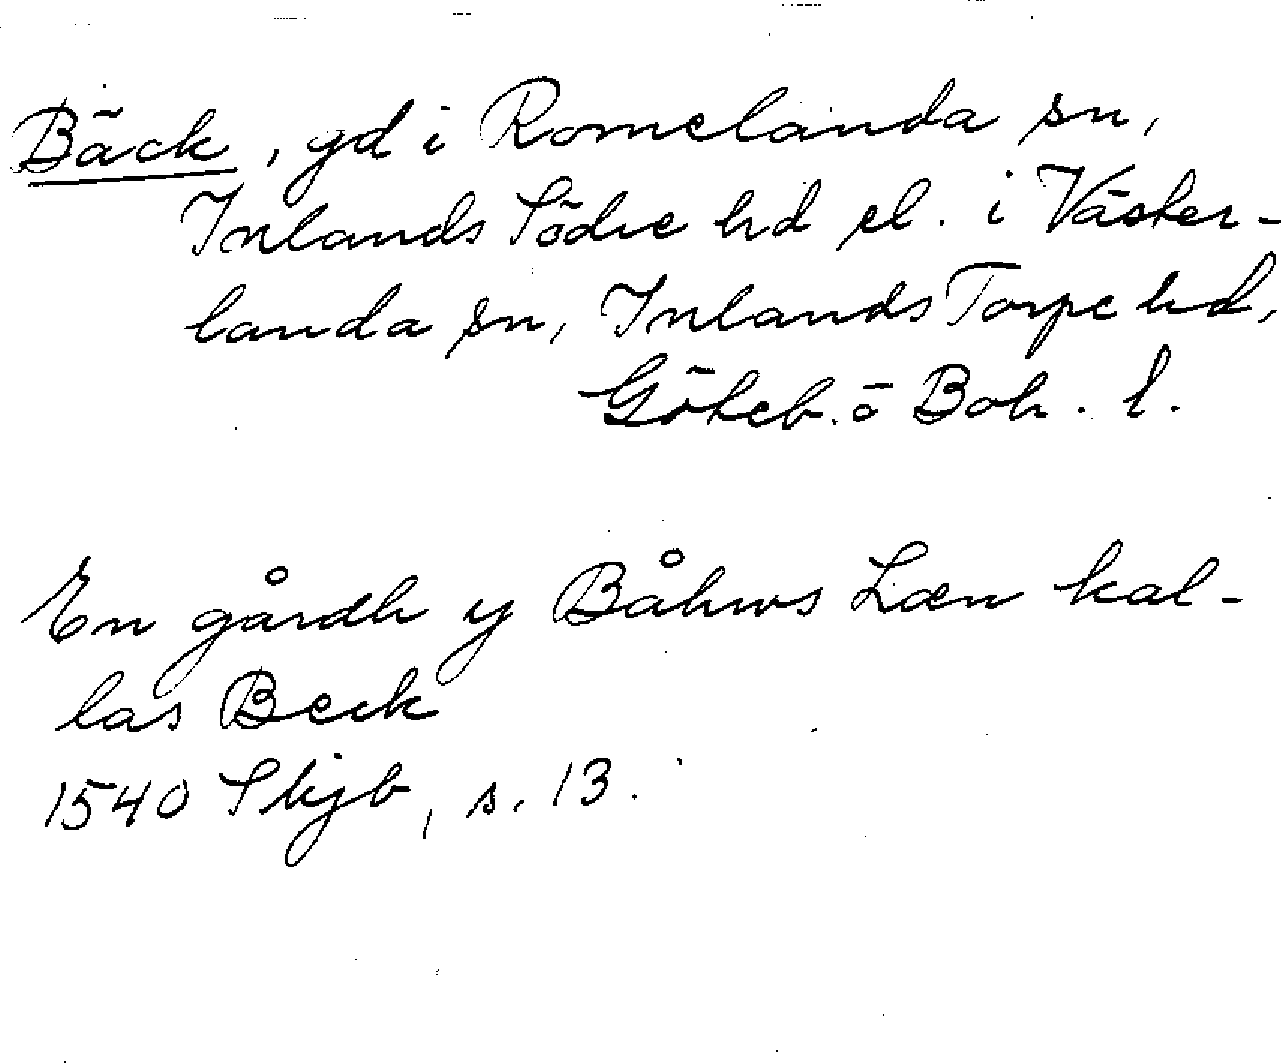 Bäck, gd i Romelanda sn,
Inlands Södre hd el. i Väster-
landa sn, Inlands Torpe hd,
Göteb. o Boh. l.
En gårdh y Båhws Læn kal-
las Beck
1540 Skjb, s. 13.